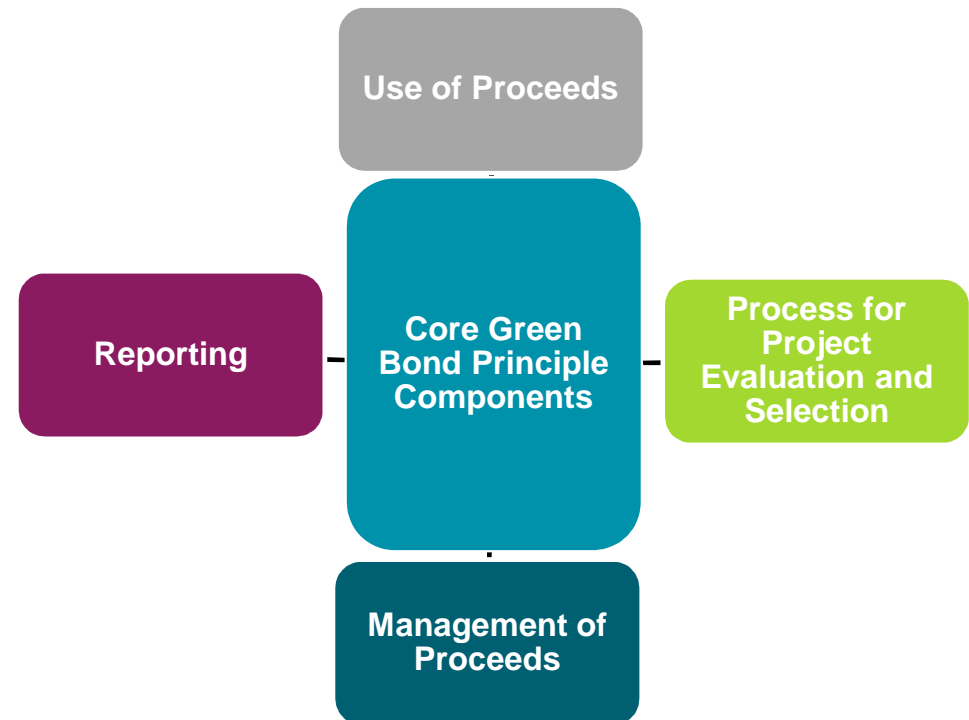 Use of Proceeds
Reporting
Core Green
Bond Principle
Components
Process for
Project
Evaluation and
Selection
Management of
Proceeds